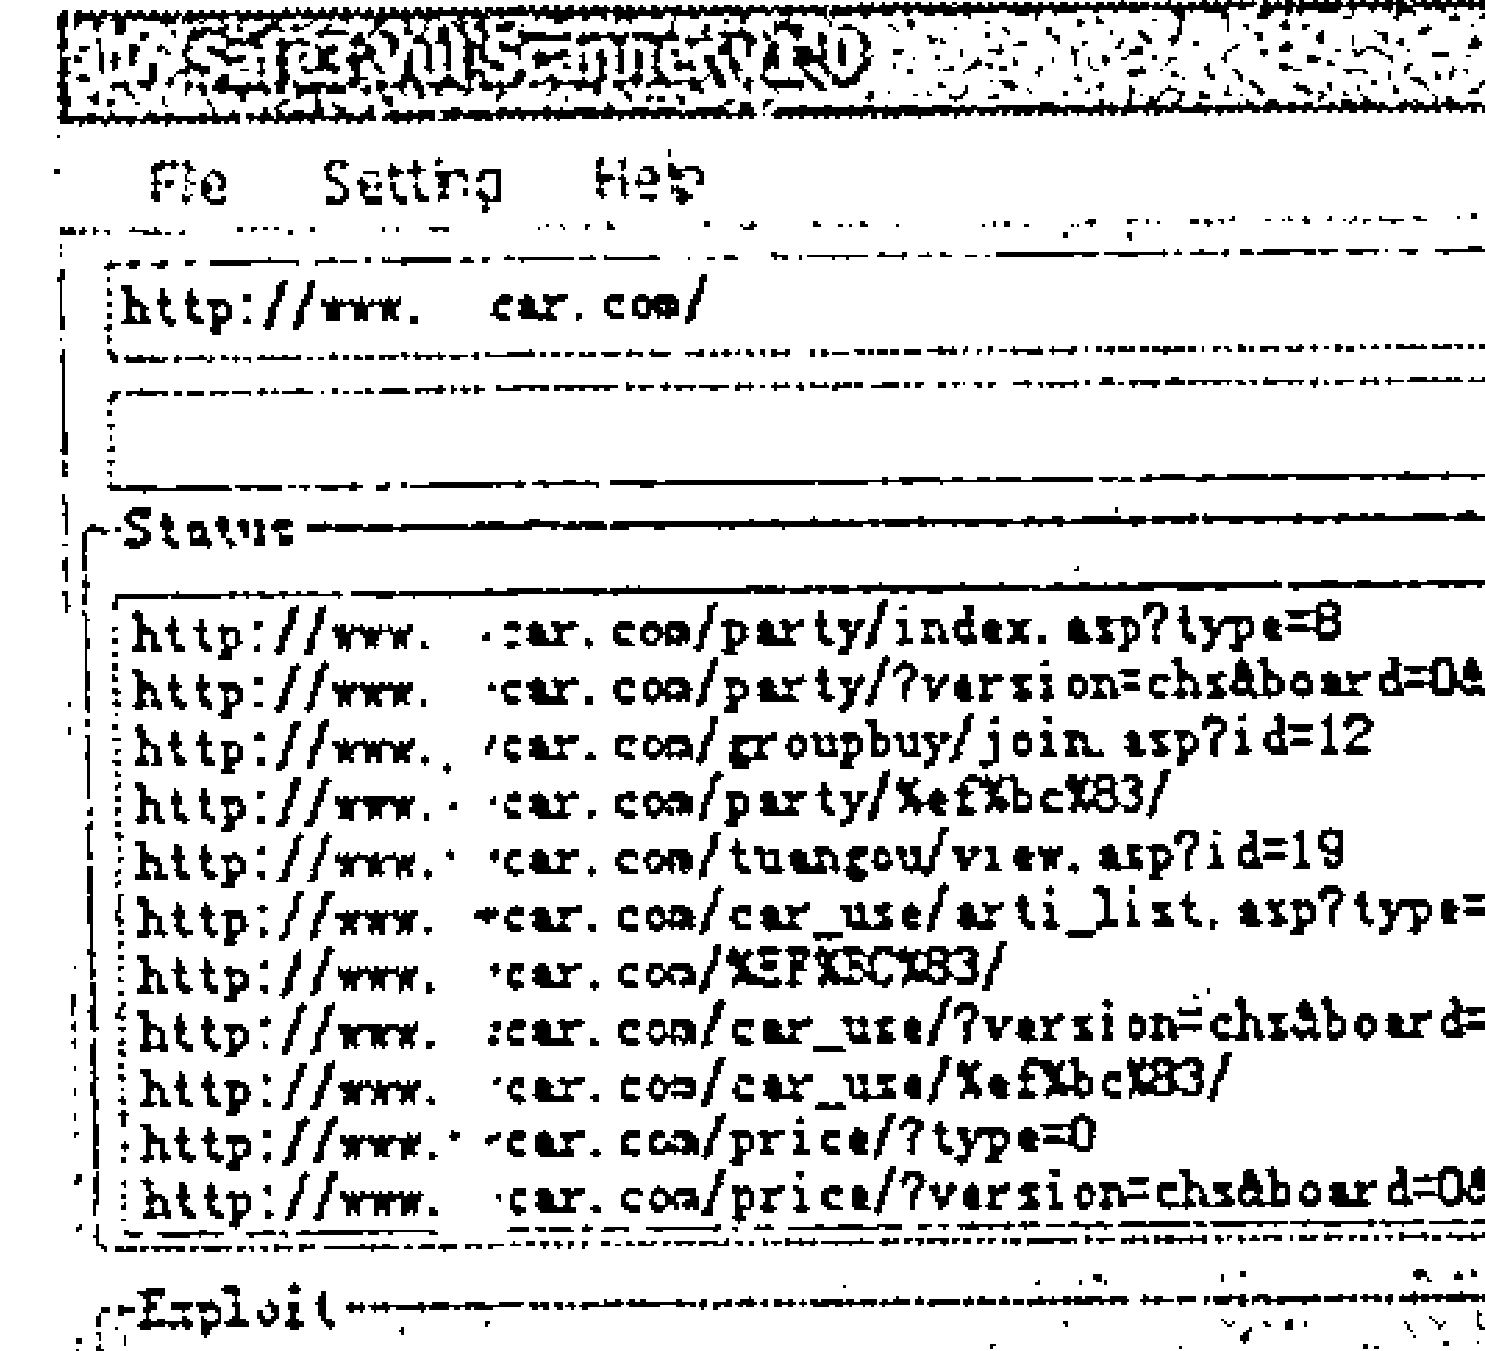 Safe3 Vul Scanner v1.0
File Setting Help
http://www. car.com/
Status
http://www. car.com/party/index.asp?type=8
http://www. car.com/party/?version=chs&board=0&
http://www. car.com/groupbuy/join.asp?id=12
http://www. car.com/party/%ef%bc%83/
http://www. car.com/tuangou/view.asp?id=19
http://www. car.com/car_use/arti_list.asp?type=
http://www. car.com/%EF%BC%83/
http://www. car.com/car_use/?version=chs&board=
http://www. car.com/car_use/%ef%bc%83/
http://www. car.com/price/?type=0
http://www. car.com/price/?version=chs&board=0&
Exploit